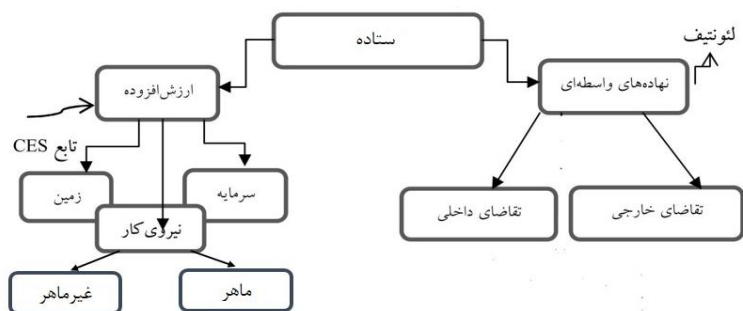 ستاده
لئونتیف
ارزش‌افزوده
نهاده‌های واسطه‌ای
تابع CES
سرمایه
زمین
نیروی‌کار
تقاضای خارجی
تقاضای داخلی
ماهر
غیرماهر